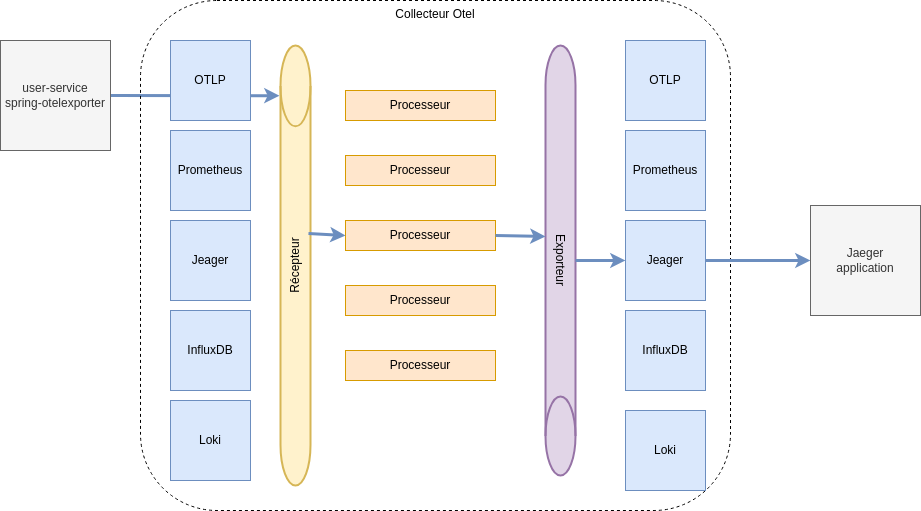 Collecteur Otel
user-service
spring-otelexporter
OTLP
Prometheus
Jeager
InfluxDB
Loki
Récepteur
Processeur
Processeur
Processeur
Processeur
Processeur
Exporteur
OTLP
Prometheus
Jeager
InfluxDB
Loki
Jaeger
application